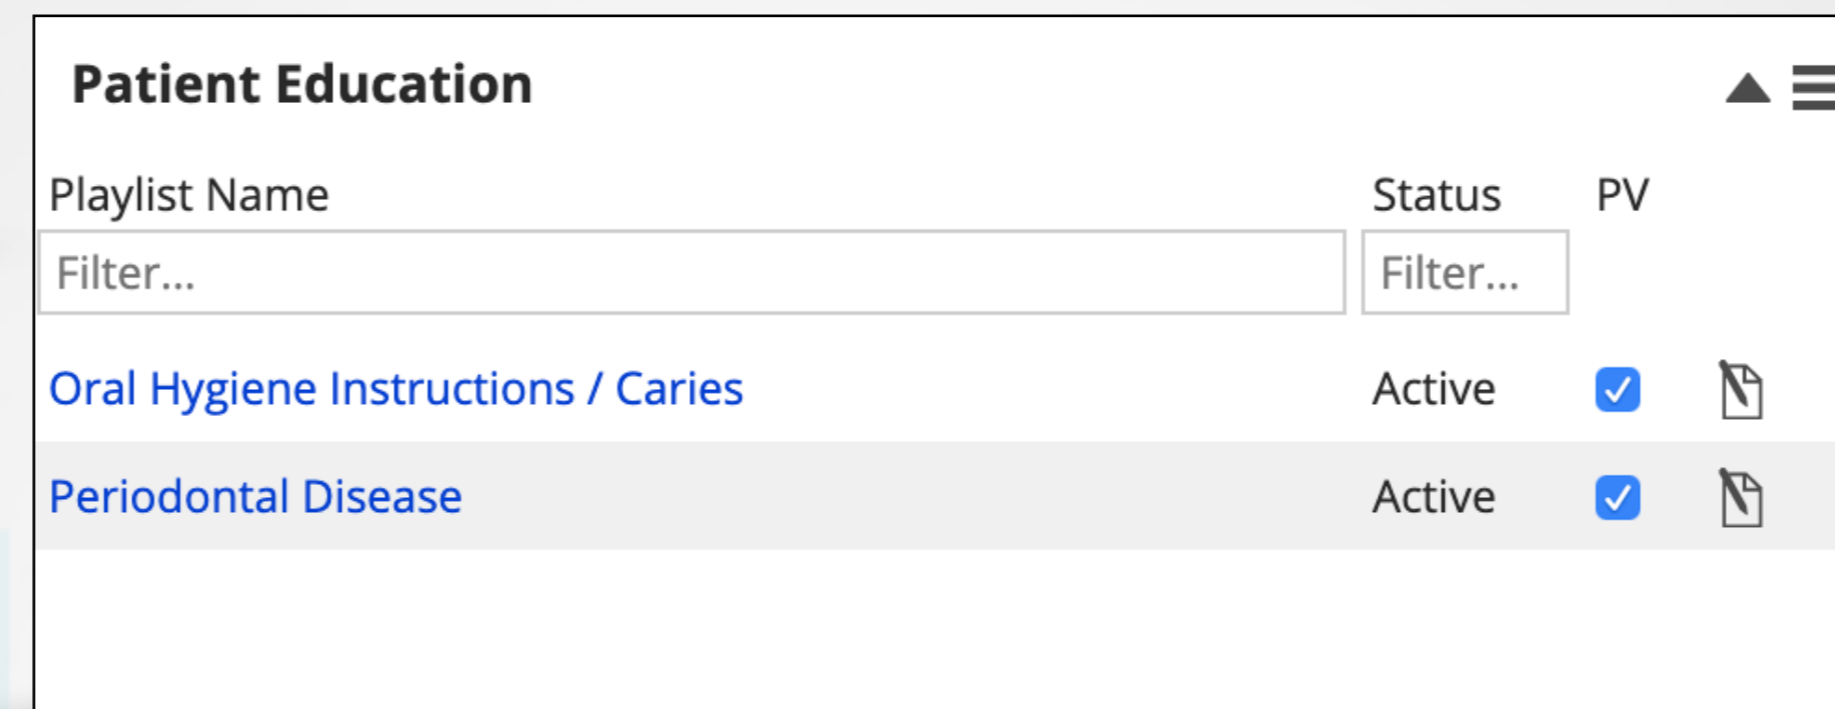 Patient Education
Playlist Name Status PV
Filter... Filter...
Oral Hygiene Instructions / Caries Active
Periodontal Disease Active